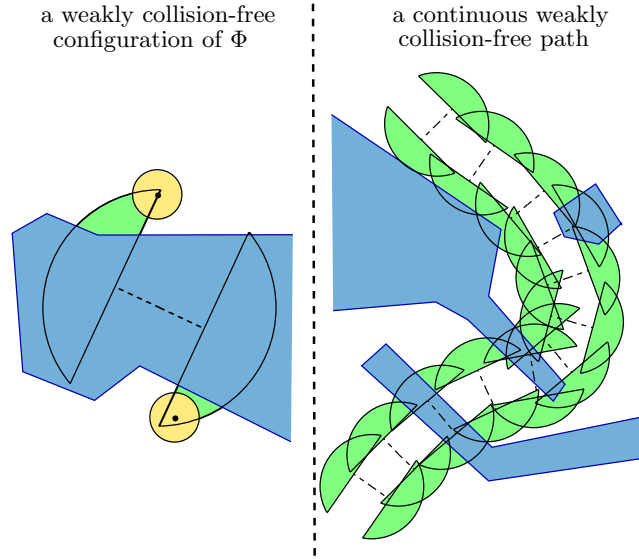 a weakly collision-free
configuration of Φ
a continuous weakly
collision-free path